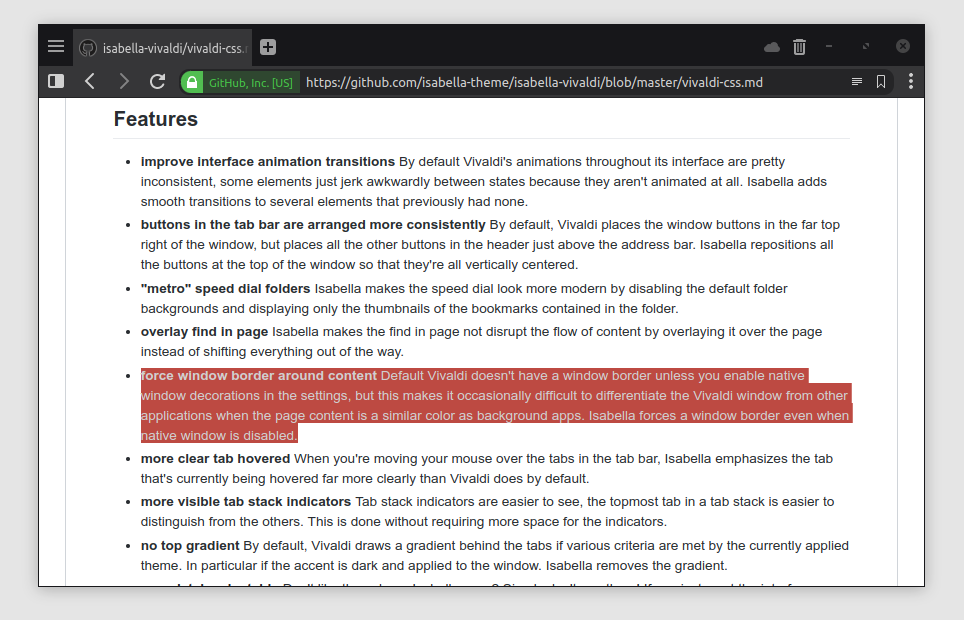 isabella-vivaldi/vivaldi-css.
GitHub, Inc. [US] https://github.com/isabella-theme/isabella-vivaldi/blob/master/vivaldi-css.md
Features
• improve interface animation transitions By default Vivaldi's animations throughout its interface are pretty
inconsistent, some elements just jerk awkwardly between states because they aren't animated at all. Isabella adds
smooth transitions to several elements that previously had none.
• buttons in the tab bar are arranged more consistently By default, Vivaldi places the window buttons in the far top
right of the window, but places all the other buttons in the header just above the address bar. Isabella repositions all
the buttons at the top of the window so that they're all vertically centered.
• "metro" speed dial folders Isabella makes the speed dial look more modern by disabling the default folder
backgrounds and displaying only the thumbnails of the bookmarks contained in the folder.
• overlay find in page Isabella makes the find in page not disrupt the flow of content by overlaying it over the page
instead of shifting everything out of the way.
• force window border around content Default Vivaldi doesn't have a window border unless you enable native
window decorations in the settings, but this makes it occasionally difficult to differentiate the Vivaldi window from other
applications when the page content is a similar color as background apps. Isabella forces a window border even when
native window is disabled.
• more clear tab hovered When you're moving your mouse over the tabs in the tab bar, Isabella emphasizes the tab
that's currently being hovered far more clearly than Vivaldi does by default.
• more visible tab stack indicators Tab stack indicators are easier to see, the topmost tab in a tab stack is easier to
distinguish from the others. This is done without requiring more space for the indicators.
• no top gradient By default, Vivaldi draws a gradient behind the tabs if various criteria are met by the currently applied
theme. In particular if the accent is dark and applied to the window. Isabella removes the gradient.